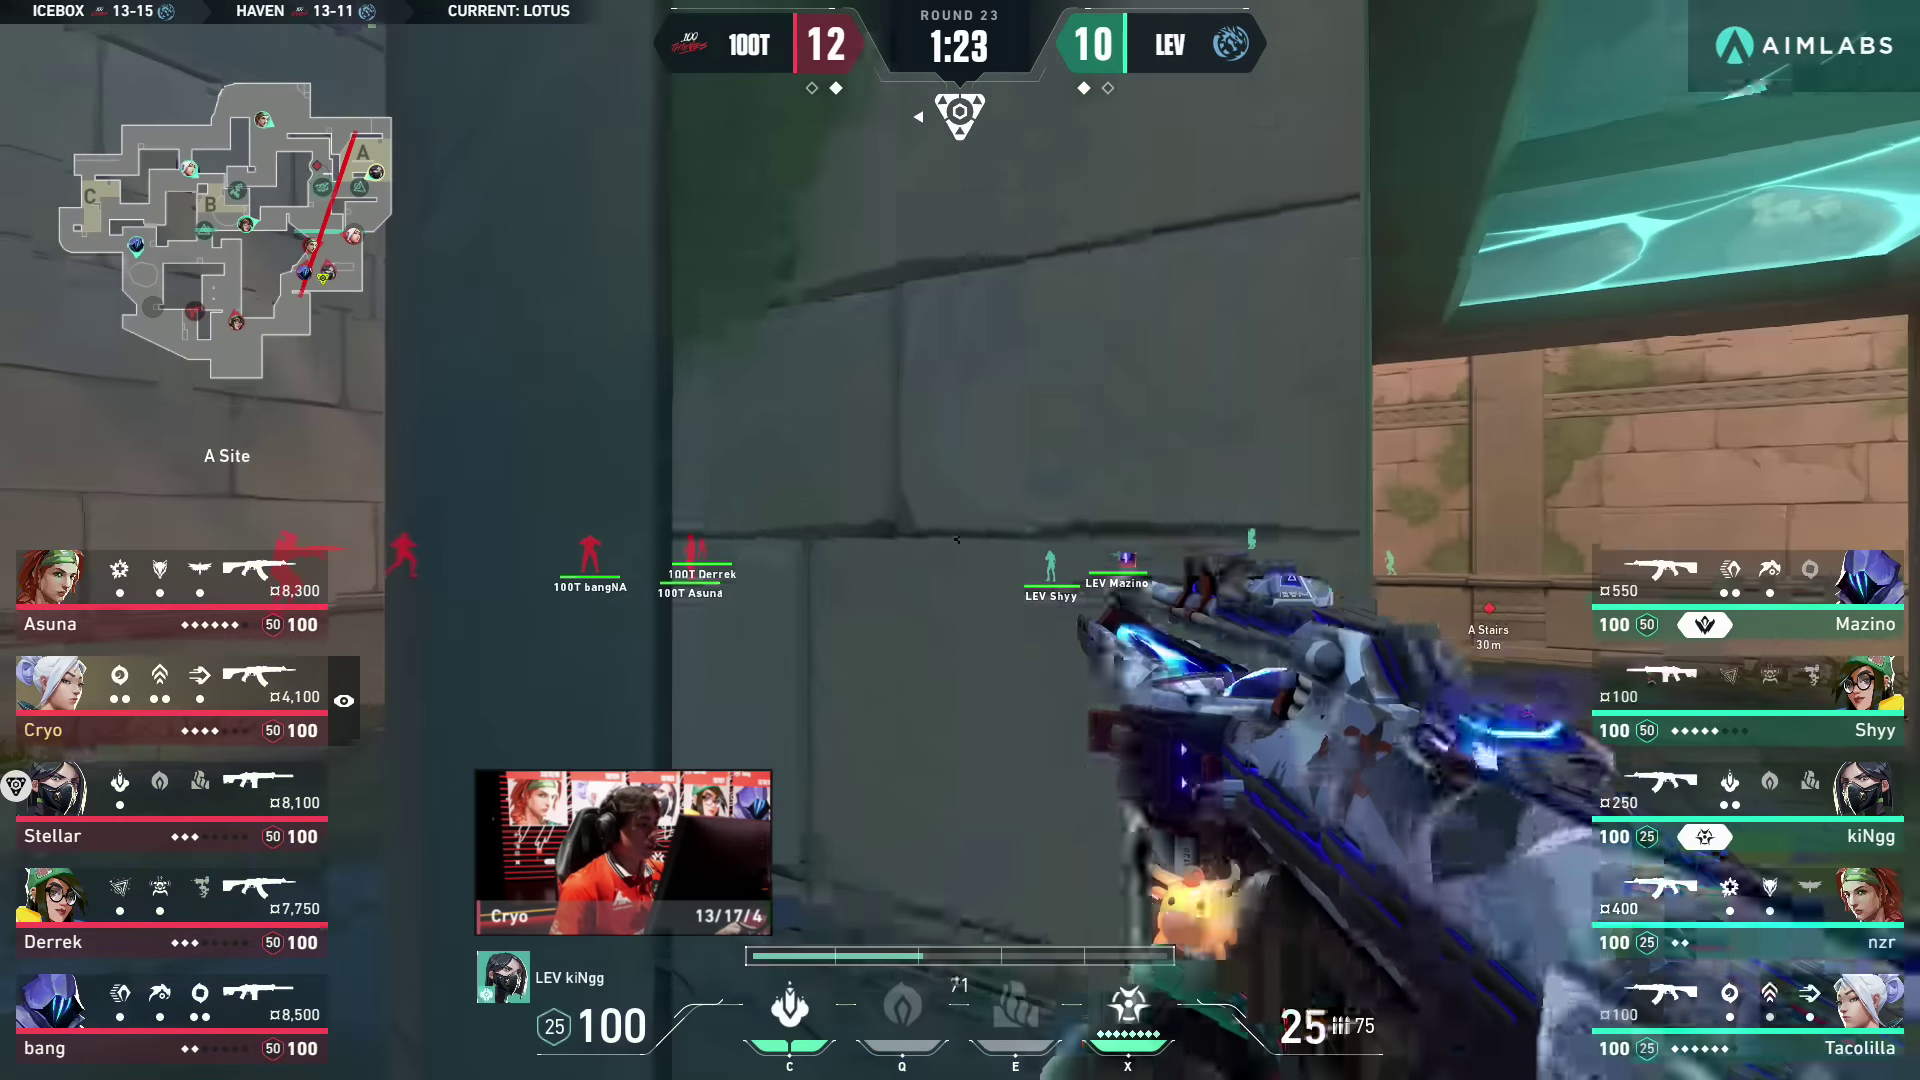 ICEBOX 13-15 HAVEN 13-11 CURRENT: LOTUS
100 THIEVES 100T 12 ROUND 23 1:23 10 LEV
AIMLABS
A
B
C
A Site
100T bangNA
100T Derrek
100T Asuna
LEV Shyy
LEV Mazino
A Stairs
30m
¤8,300
Asuna 50 100
¤4,100
Cryo 50 100
¤8,100
Stellar 50 100
¤7,750
Derrek 50 100
¤8,500
bang 50 100
¤550
100 50 Mazino
¤100
100 50 Shyy
¤250
100 25 kiNgg
¤400
100 25 nzr
¤100
100 25 Tacolilla
Cryo 13/17/4
LEV kiNgg
25 100
71
25 75
C Q E X